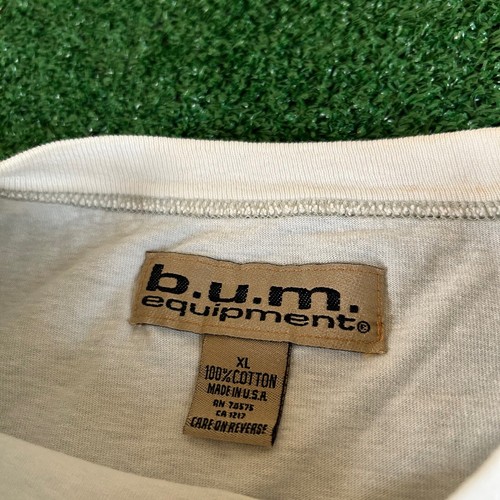 b.u.m.
equipment®
XL
100% COTTON
MADE IN U.S.A
RN 78575
CA 1217
CARE ON REVERSE